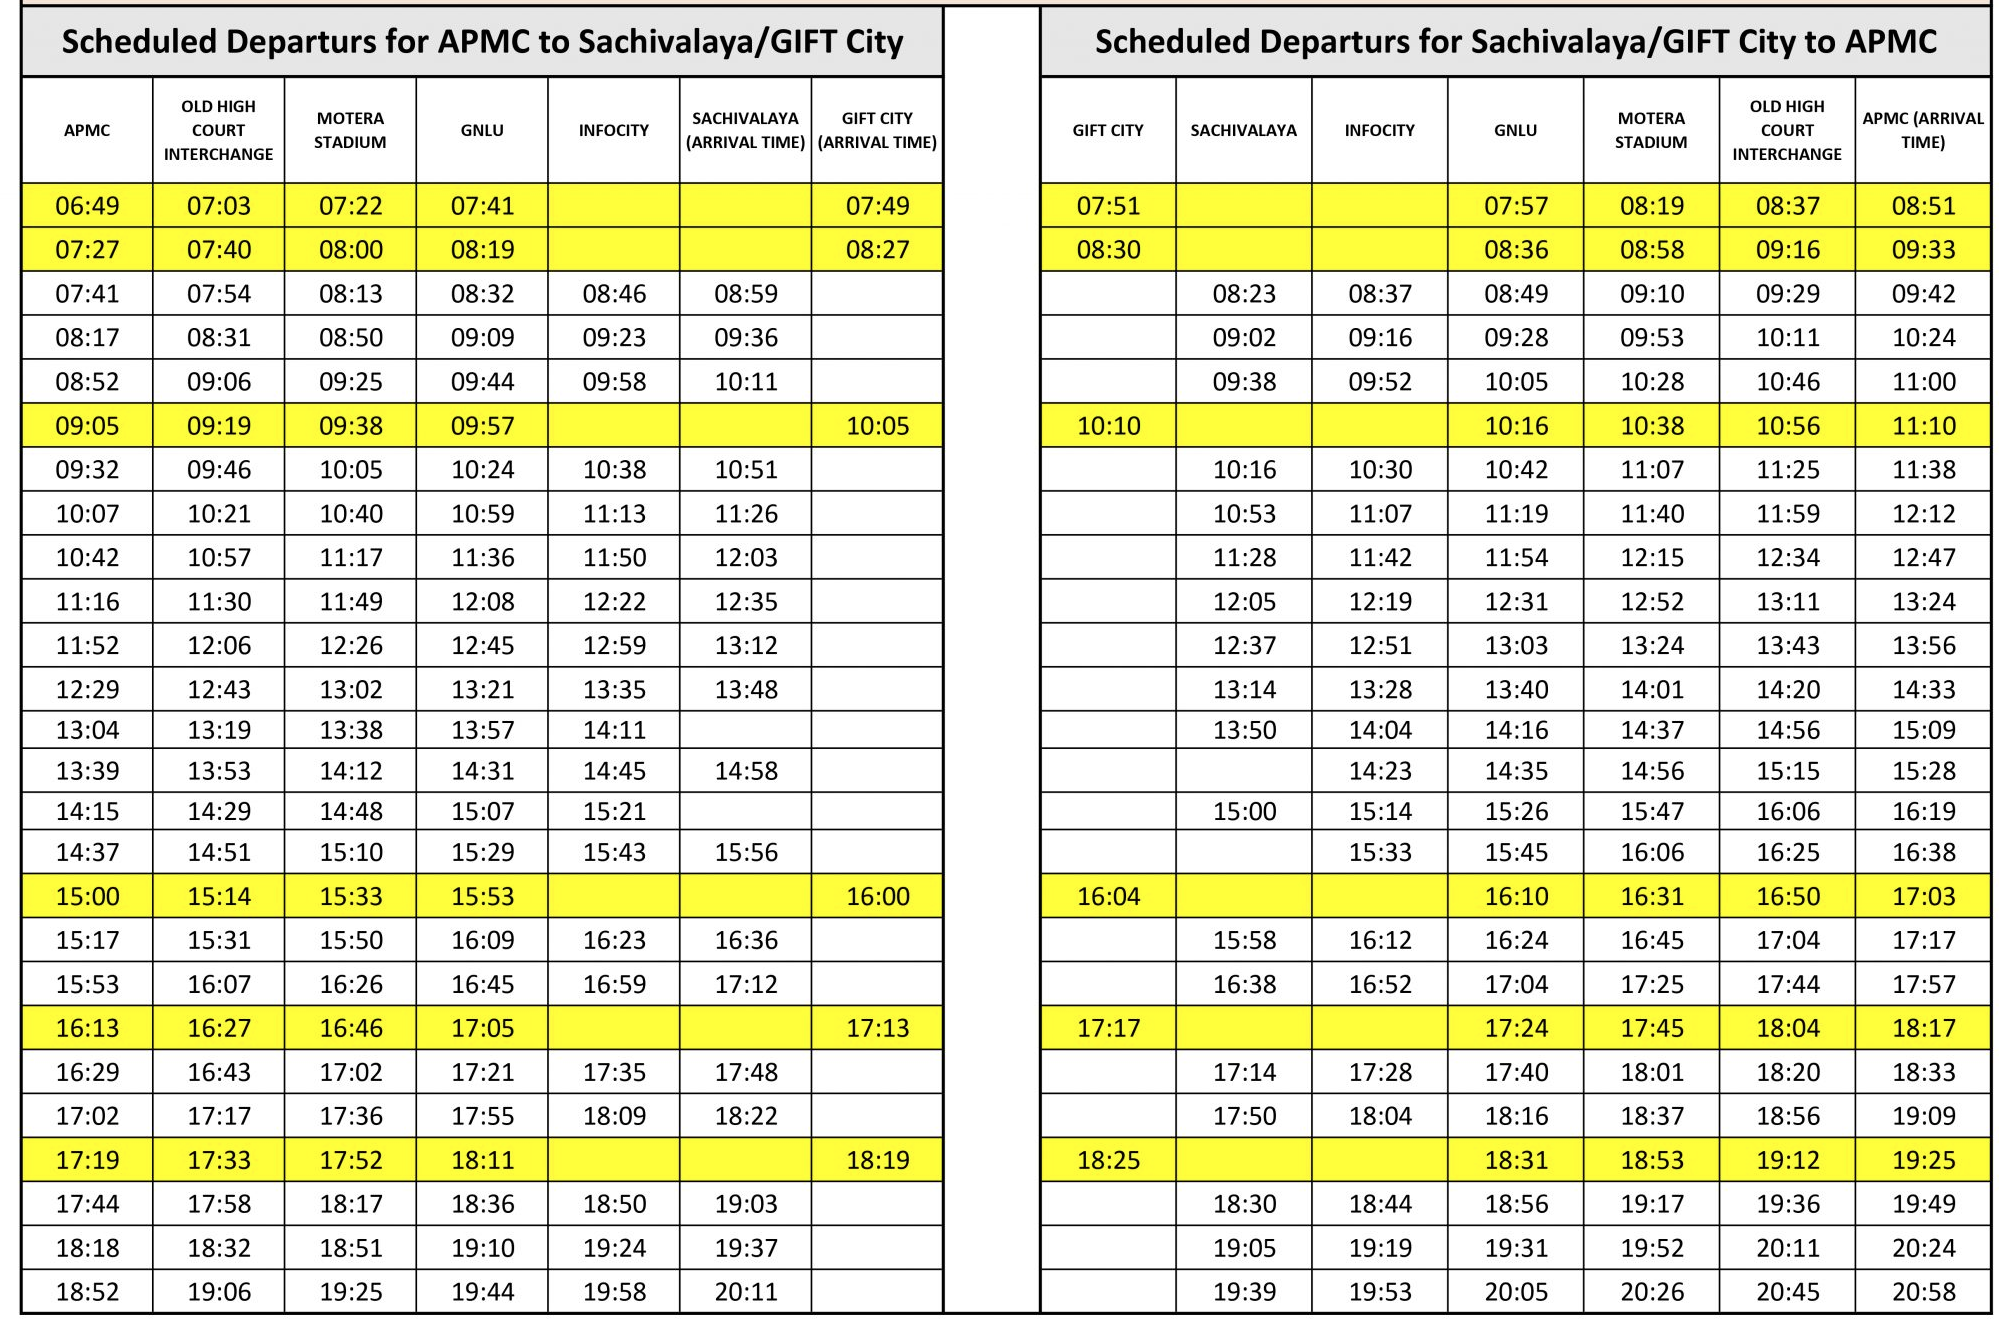 Scheduled Departurs for APMC to Sachivalaya/GIFT City
APMC OLD HIGH COURT INTERCHANGE MOTERA STADIUM GNLU INFOCITY SACHIVALAYA (ARRIVAL TIME) GIFT CITY (ARRIVAL TIME)
06:49 07:03 07:22 07:41 07:49
07:27 07:40 08:00 08:19 08:27
07:41 07:54 08:13 08:32 08:46 08:59
08:17 08:31 08:50 09:09 09:23 09:36
08:52 09:06 09:25 09:44 09:58 10:11
09:05 09:19 09:38 09:57 10:05
09:32 09:46 10:05 10:24 10:38 10:51
10:07 10:21 10:40 10:59 11:13 11:26
10:42 10:57 11:17 11:36 11:50 12:03
11:16 11:30 11:49 12:08 12:22 12:35
11:52 12:06 12:26 12:45 12:59 13:12
12:29 12:43 13:02 13:21 13:35 13:48
13:04 13:19 13:38 13:57 14:11
13:39 13:53 14:12 14:31 14:45 14:58
14:15 14:29 14:48 15:07 15:21
14:37 14:51 15:10 15:29 15:43 15:56
15:00 15:14 15:33 15:53 16:00
15:17 15:31 15:50 16:09 16:23 16:36
15:53 16:07 16:26 16:45 16:59 17:12
16:13 16:27 16:46 17:05 17:13
16:29 16:43 17:02 17:21 17:35 17:48
17:02 17:17 17:36 17:55 18:09 18:22
17:19 17:33 17:52 18:11 18:19
17:44 17:58 18:17 18:36 18:50 19:03
18:18 18:32 18:51 19:10 19:24 19:37
18:52 19:06 19:25 19:44 19:58 20:11
Scheduled Departurs for Sachivalaya/GIFT City to APMC
GIFT CITY SACHIVALAYA INFOCITY GNLU MOTERA STADIUM OLD HIGH COURT INTERCHANGE APMC (ARRIVAL TIME)
07:51 07:57 08:19 08:37 08:51
08:30 08:36 08:58 09:16 09:33
08:23 08:37 08:49 09:10 09:29 09:42
09:02 09:16 09:28 09:53 10:11 10:24
09:38 09:52 10:05 10:28 10:46 11:00
10:10 10:16 10:38 10:56 11:10
10:16 10:30 10:42 11:07 11:25 11:38
10:53 11:07 11:19 11:40 11:59 12:12
11:28 11:42 11:54 12:15 12:34 12:47
12:05 12:19 12:31 12:52 13:11 13:24
12:37 12:51 13:03 13:24 13:43 13:56
13:14 13:28 13:40 14:01 14:20 14:33
13:50 14:04 14:16 14:37 14:56 15:09
14:23 14:35 14:56 15:15 15:28
15:00 15:14 15:26 15:47 16:06 16:19
15:33 15:45 16:06 16:25 16:38
16:04 16:10 16:31 16:50 17:03
15:58 16:12 16:24 16:45 17:04 17:17
16:38 16:52 17:04 17:25 17:44 17:57
17:17 17:24 17:45 18:04 18:17
17:14 17:28 17:40 18:01 18:20 18:33
17:50 18:04 18:16 18:37 18:56 19:09
18:25 18:31 18:53 19:12 19:25
18:30 18:44 18:56 19:17 19:36 19:49
19:05 19:19 19:31 19:52 20:11 20:24
19:39 19:53 20:05 20:26 20:45 20:58